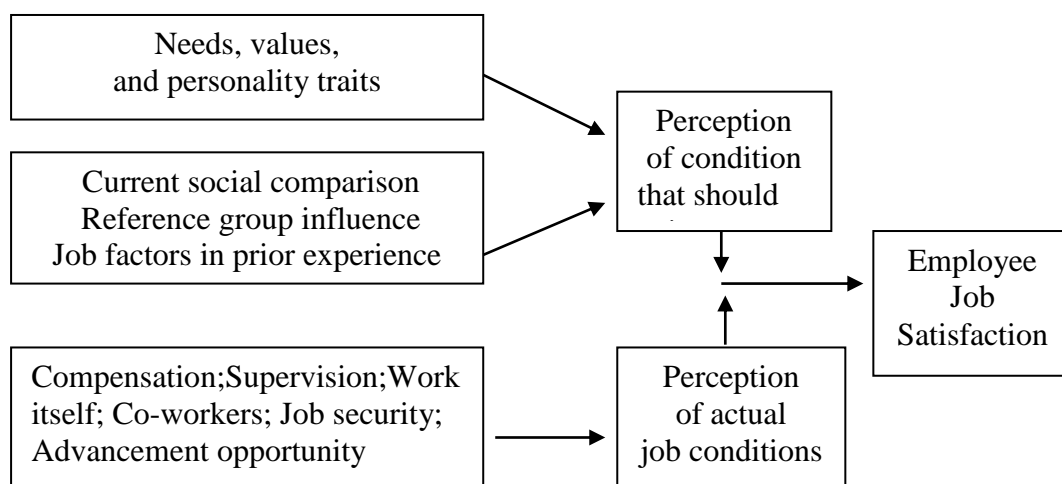 Needs, values,
and personality traits
Current social comparison
Reference group influence
Job factors in prior experience
Compensation;Supervision;Work
itself; Co-workers; Job security;
Advancement opportunity
Perception
of condition
that should
Perception
of actual
job conditions
Employee
Job
Satisfaction